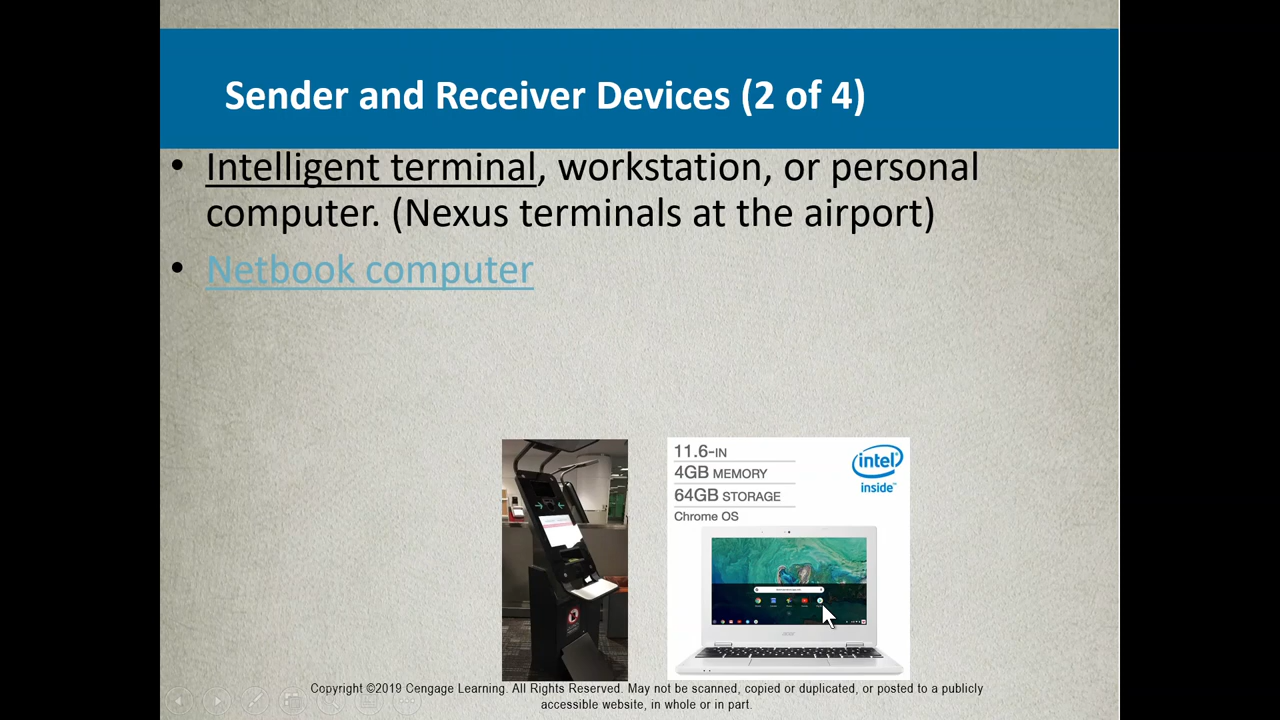 Sender and Receiver Devices (2 of 4)
• Intelligent terminal, workstation, or personal
computer. (Nexus terminals at the airport)
• Netbook computer
11.6-IN
4GB MEMORY
64GB STORAGE
Chrome OS
intel
inside™
acer
Copyright ©2019 Cengage Learning. All Rights Reserved. May not be scanned, copied or duplicated, or posted to a publicly
accessible website, in whole or in part.